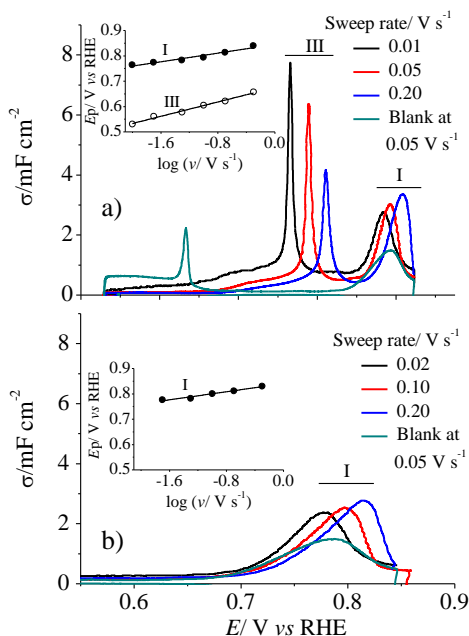 Sweep rate/ V s⁻¹
0.01
0.05
0.20
Blank at
0.05 V s⁻¹
III
I
a)
σ/mF cm⁻²
8
6
4
2
0
Ep/ V vs RHE
0.9
0.8
0.7
0.6
0.5
I
III
-1.8 -1.3 -0.8 -0.3
log (v/ V s⁻¹)
Sweep rate/ V s⁻¹
0.02
0.10
0.20
Blank at
0.05 V s⁻¹
I
b)
σ/mF cm⁻²
8
6
4
2
0
Ep/ V vs RHE
0.9
0.8
0.7
0.6
0.5
I
-1.6 -0.8 0.0
log (v/ V s⁻¹)
0.6 0.7 0.8 0.9
E/ V vs RHE